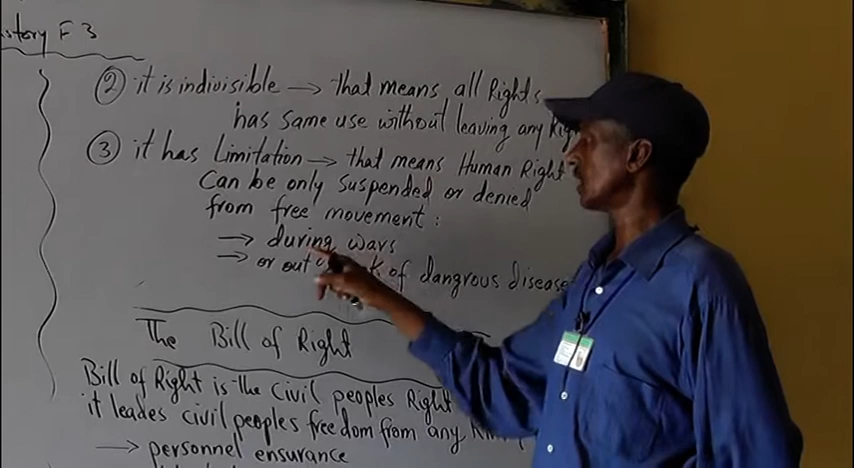 History F 3
② it is indivisible → that means all Rights
has same use without leaving any Right
③ it has Limitation → that means Human Right
Can be only Suspended or denied
from free movement :
→ during wars
→ or out of dangrous disease
The Bill of Right
Bill of Right is the Civil peoples Right
it leades civil peoples freedom from any
→ personnel ensurance